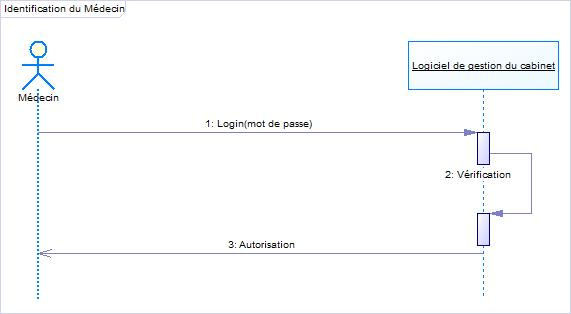 Identification du Médecin
Logiciel de gestion du cabinet
Médecin
1: Login(mot de passe)
2: Vérification
3: Autorisation